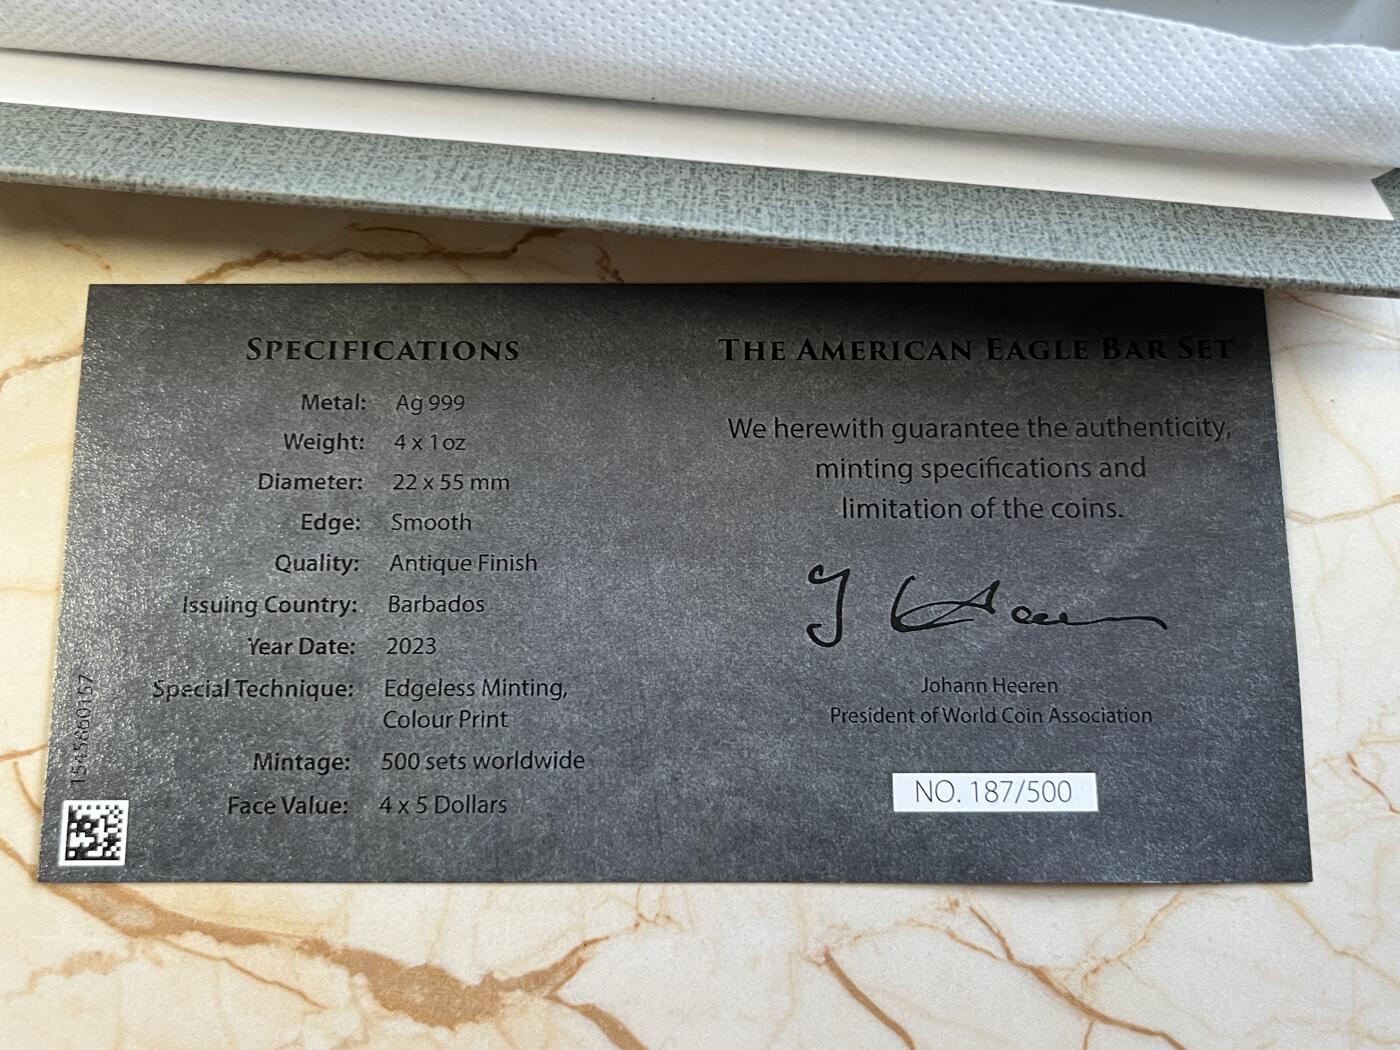 SPECIFICATIONS
Metal: Ag 999
Weight: 4 x 1 oz
Diameter: 22 x 55 mm
Edge: Smooth
Quality: Antique Finish
Issuing Country: Barbados
Year Date: 2023
Special Technique: Edgeless Minting,
Colour Print
Mintage: 500 sets worldwide
Face Value: 4 x 5 Dollars
THE AMERICAN EAGLE BAR SET
We herewith guarantee the authenticity,
minting specifications and
limitation of the coins.
Johann Heeren
President of World Coin Association
NO. 187/500